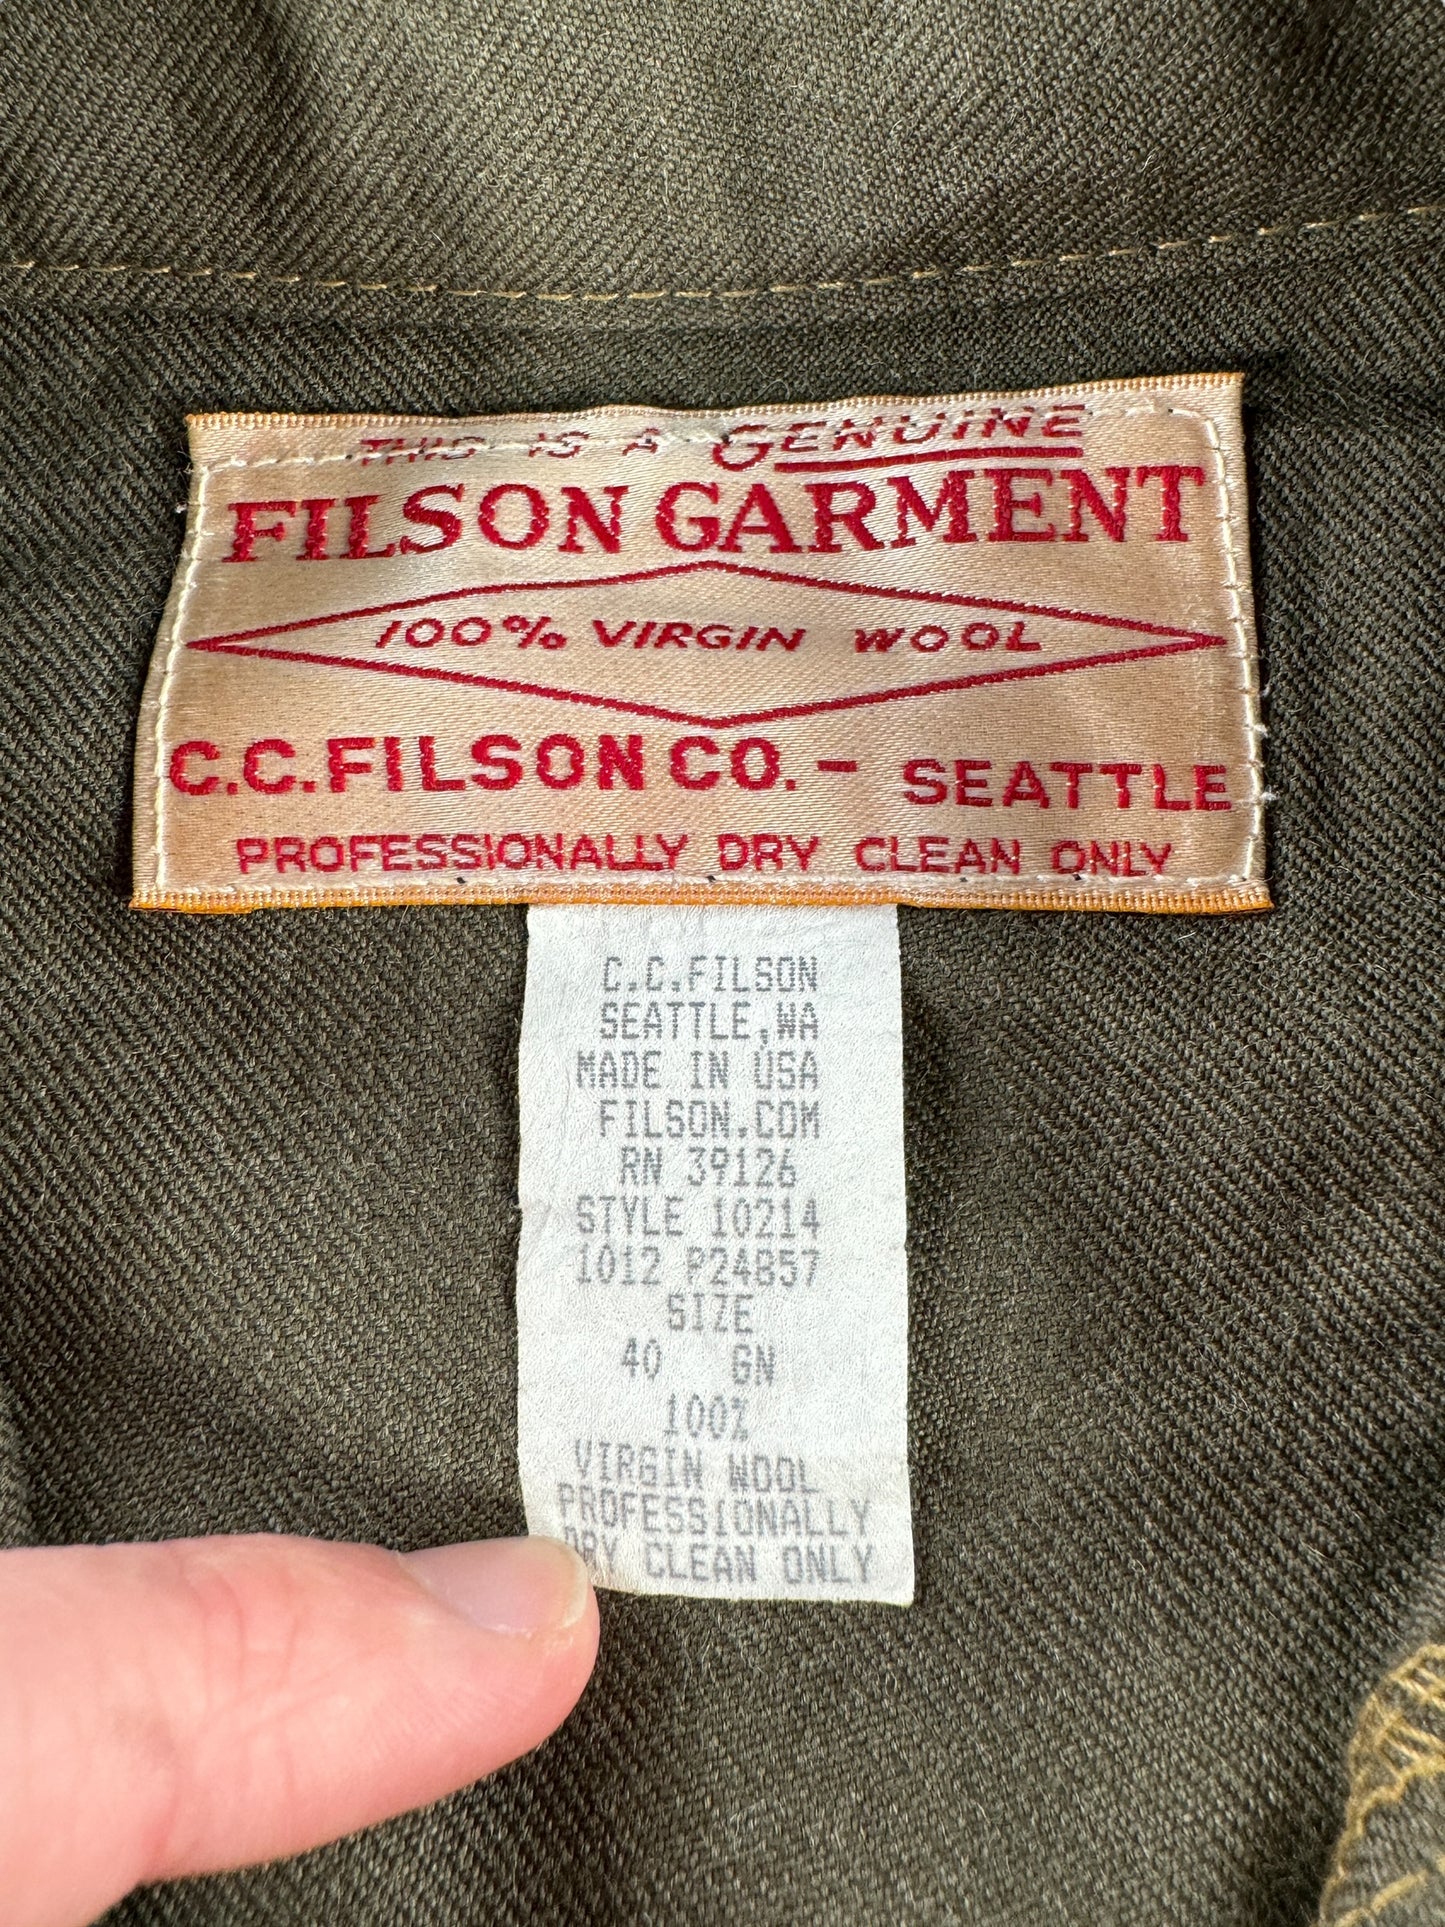 THIS IS A GENUINE
FILSON GARMENT
100% VIRGIN WOOL
C.C. FILSON CO. - SEATTLE
PROFESSIONALLY DRY CLEAN ONLY
C.C.FILSON
SEATTLE,WA
MADE IN USA
FILSON.COM
RN 39126
STYLE 10214
1012 P24857
SIZE
40 GN
100%
VIRGIN WOOL
PROFESSIONALLY
DRY CLEAN ONLY